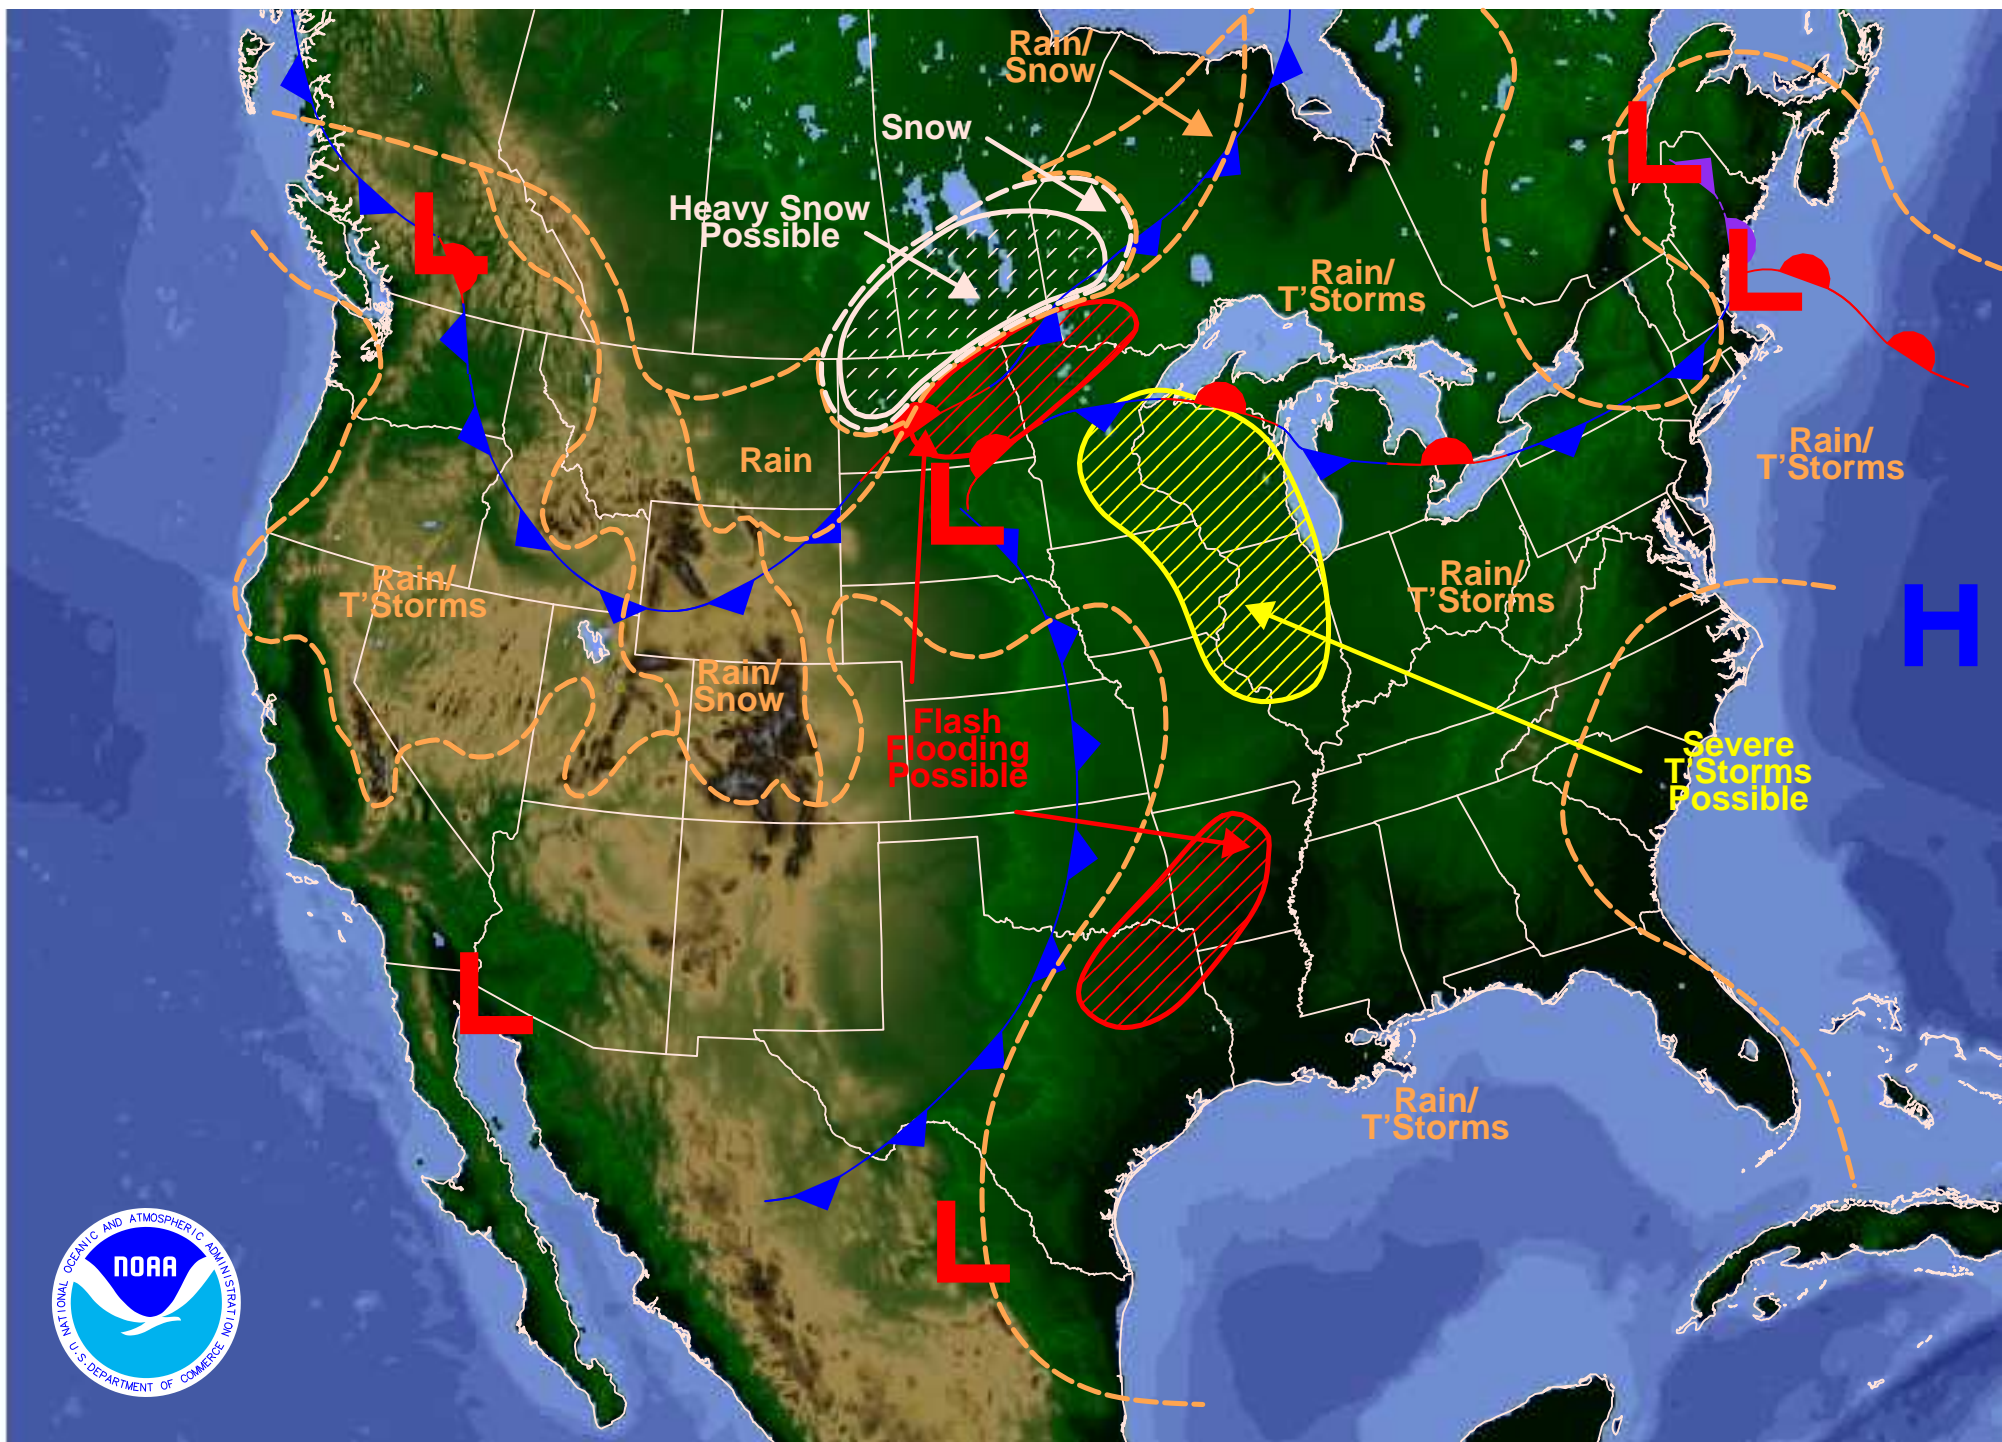 Rain/
Snow
Snow
Heavy Snow
Possible
L
L
L
Rain/
T'Storms
Rain
Rain/
T'Storms
L
Rain/
T'Storms
Rain/
T'Storms
H
Rain/
Snow
Flash
Flooding
Possible
Severe
T'Storms
Possible
L
Rain/
T'Storms
L
NATIONAL OCEANIC AND ATMOSPHERIC ADMINISTRATION
NOAA
U.S. DEPARTMENT OF COMMERCE